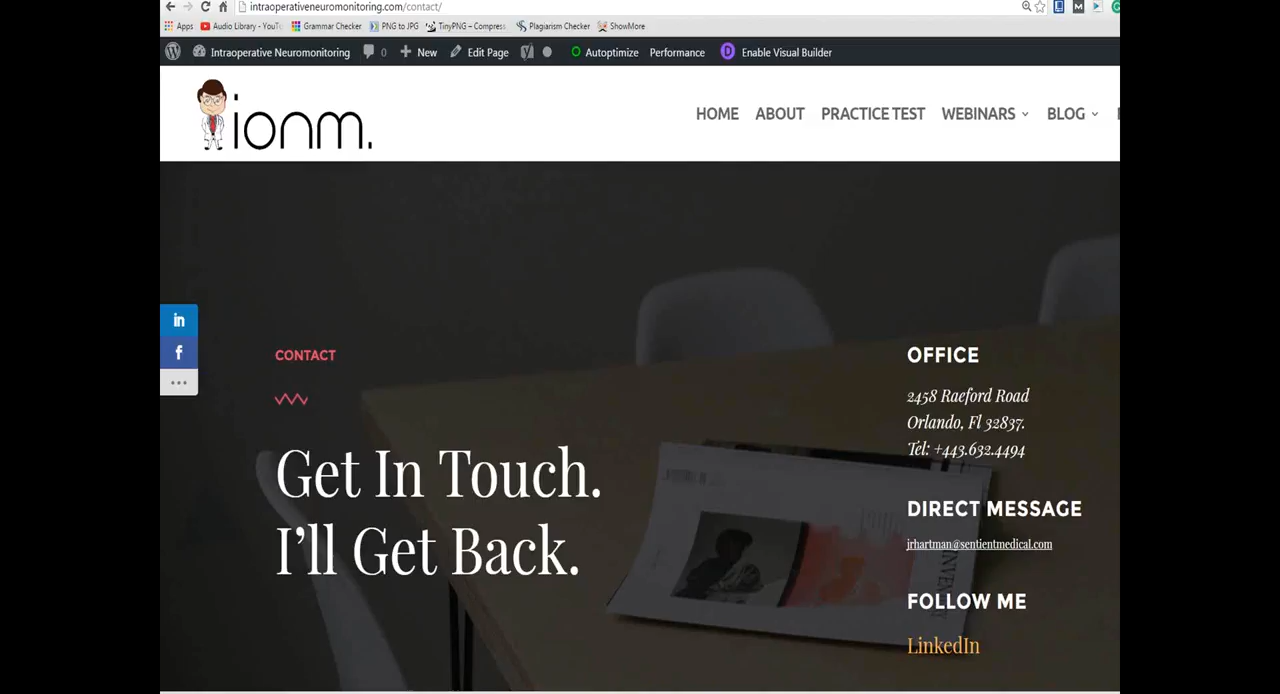 intraoperativeneuromonitoring.com/contact/
Apps Audio Library - YouTu Grammar Checker PNG to JPG TinyPNG – Compress Plagiarism Checker ShowMore
Intraoperative Neuromonitoring 0 New Edit Page Autoptimize Performance Enable Visual Builder
ionm.
HOME ABOUT PRACTICE TEST WEBINARS BLOG
CONTACT
Get In Touch.
I'll Get Back.
OFFICE
2458 Raeford Road
Orlando, Fl 32837.
Tel: +443.632.4494
DIRECT MESSAGE
jrhartman@sentientmedical.com
FOLLOW ME
LinkedIn